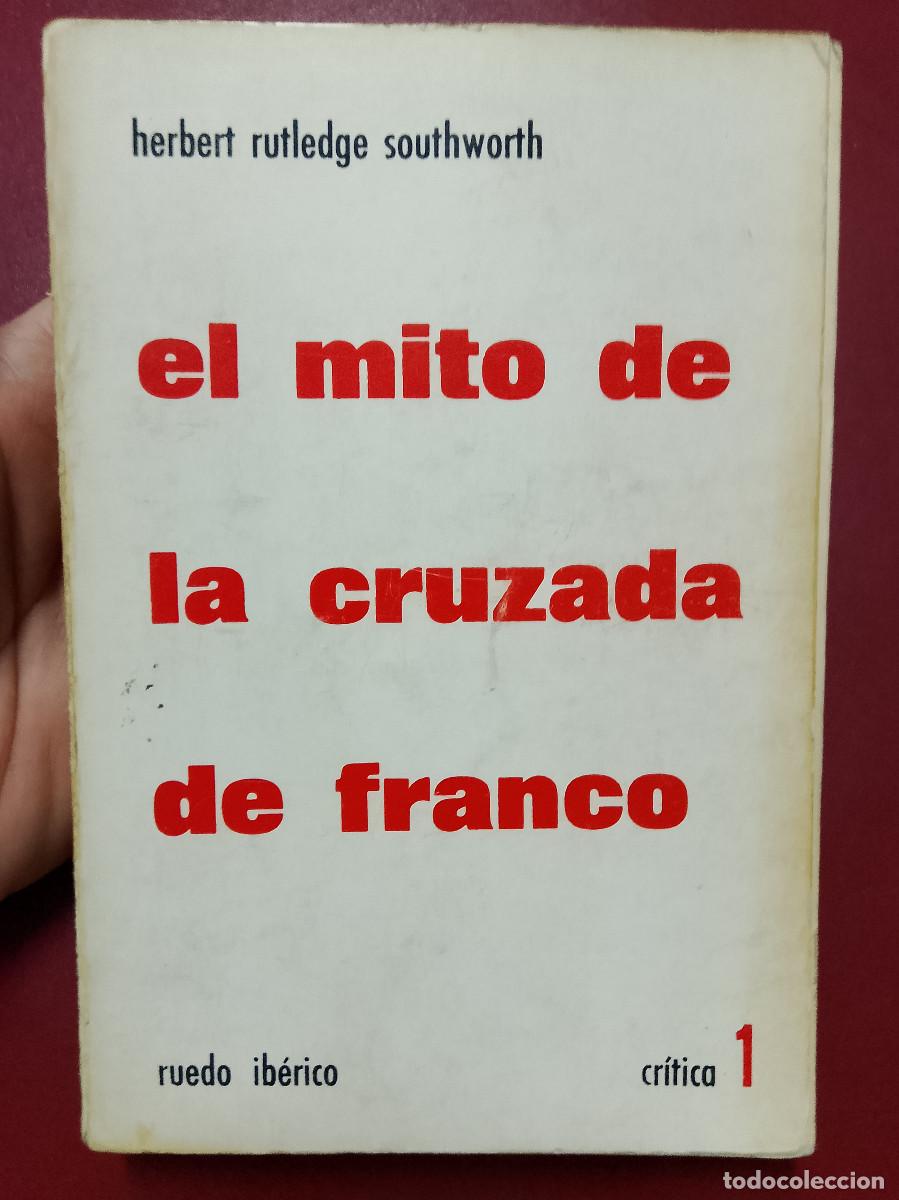 herbert rutledge southworth
el mito de
la cruzada
de franco
ruedo ibérico crítica 1
todocoleccion